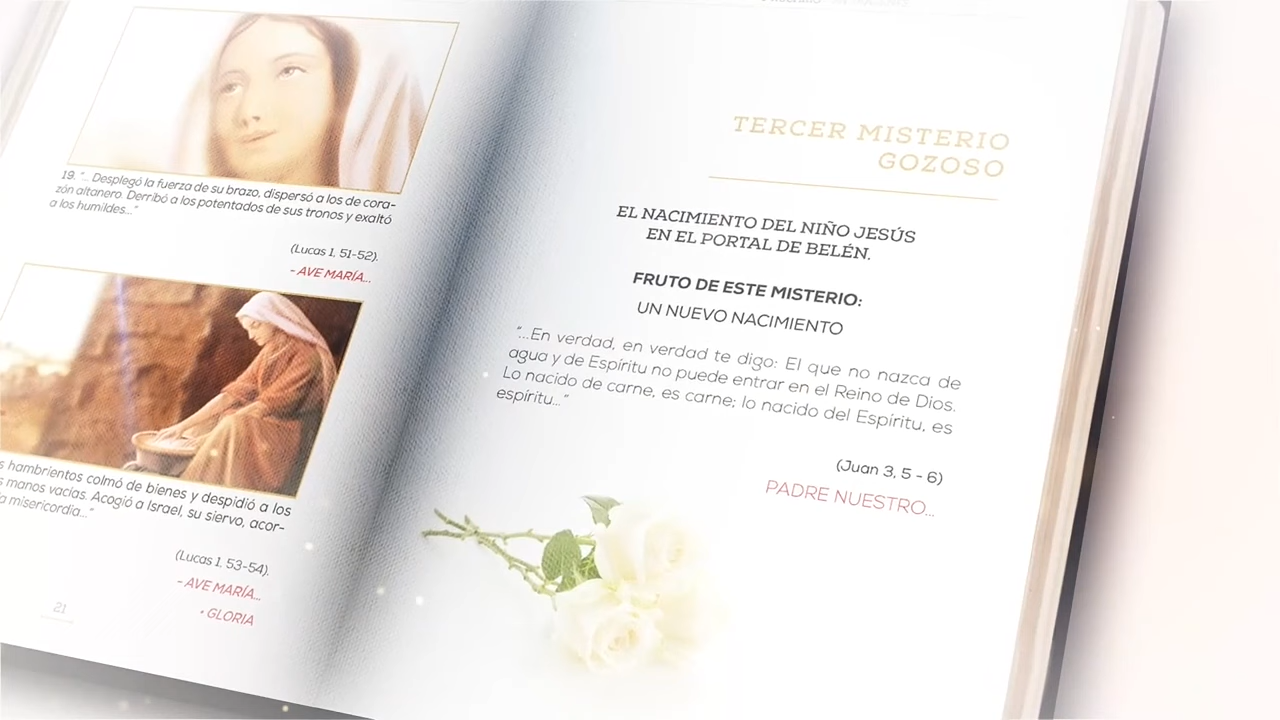 19. "... Desplegó la fuerza de su brazo, dispersó a los de cora-
zón altanero. Derribó a los potentados de sus tronos y exaltó
a los humildes..."
(Lucas 1, 51-52).
- AVE MARÍA...
hambrientos colmó de bienes y despidió a los
manos vacías. Acogió a Israel, su siervo, acor-
misericordia..."
(Lucas 1, 53-54).
- AVE MARÍA...
• GLORIA
21
TERCER MISTERIO
GOZOSO
EL NACIMIENTO DEL NIÑO JESÚS
EN EL PORTAL DE BELÉN.
FRUTO DE ESTE MISTERIO:
UN NUEVO NACIMIENTO
"...En verdad, en verdad te digo: El que no nazca de
agua y de Espíritu no puede entrar en el Reino de Dios.
Lo nacido de carne, es carne; lo nacido del Espíritu, es
espíritu..."
(Juan 3, 5 - 6)
PADRE NUESTRO...